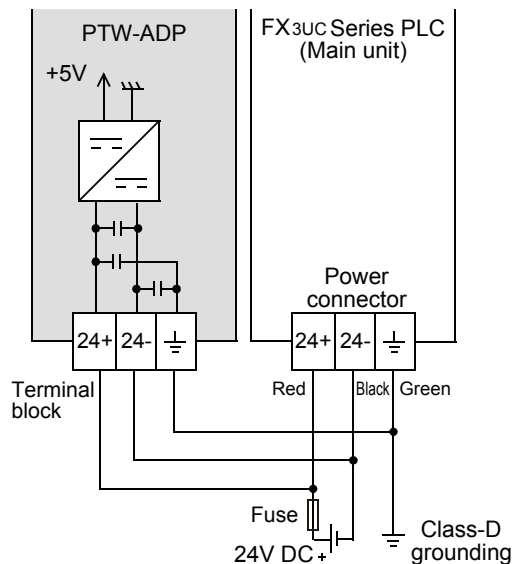 PTW-ADP
+5V
FX3UC Series PLC
(Main unit)
Power
connector
24+ 24-
24+ 24-
Terminal
block
Red Black Green
Fuse
24V DC +
Class-D
grounding